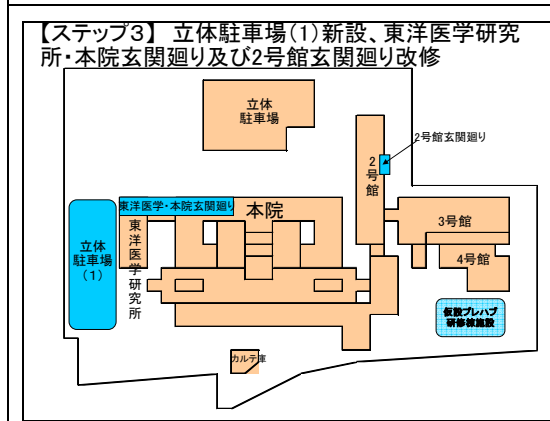 【ステップ3】 立体駐車場(1)新設、東洋医学研究
所・本院玄関廻り及び2号館玄関廻り改修
立体
駐車場
2号館玄関廻り
2号館
東洋医学・本院玄関廻り
本院
3号館
立体
駐車場
(1)
東洋医学研究所
4号館
仮設プレハブ
研修棟施設
カルテ庫